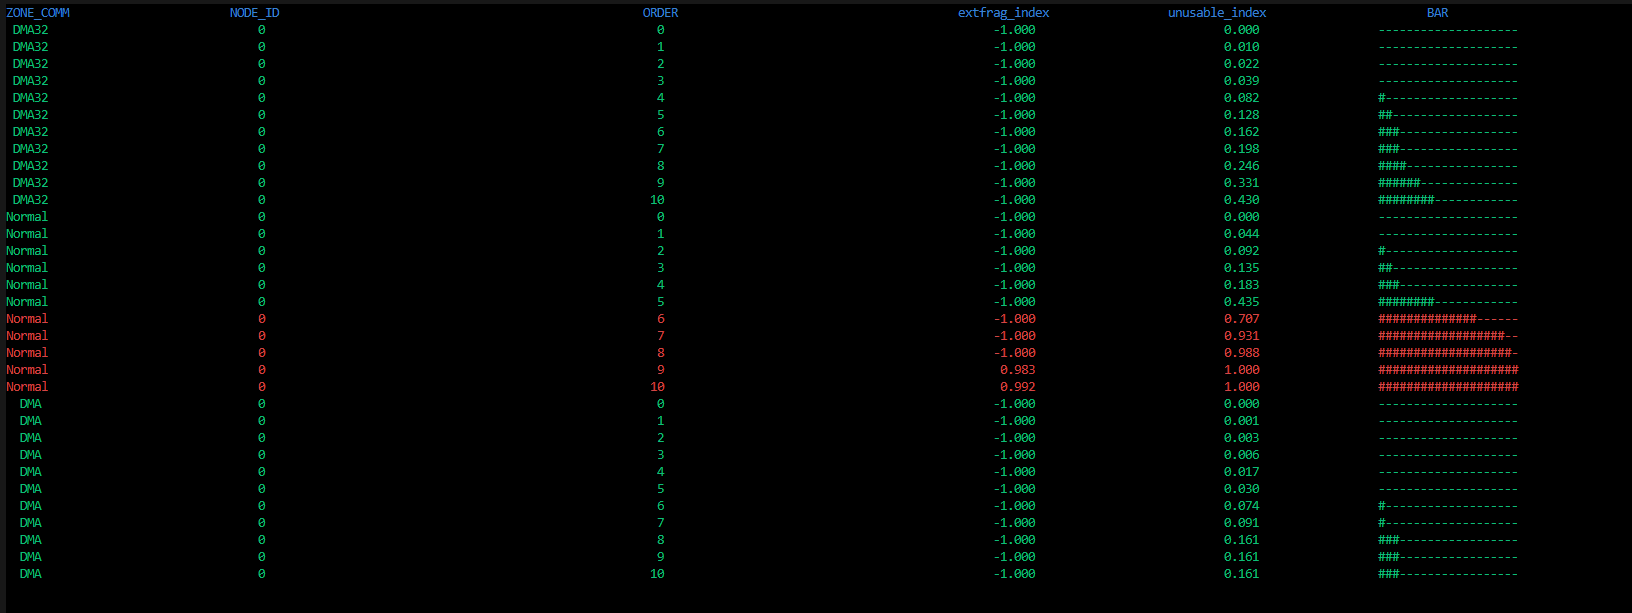 ZONE_COMM NODE_ID ORDER extfrag_index unusable_index BAR
DMA32 0 0 -1.000 0.000 --------------------
DMA32 0 1 -1.000 0.010 --------------------
DMA32 0 2 -1.000 0.022 --------------------
DMA32 0 3 -1.000 0.039 --------------------
DMA32 0 4 -1.000 0.082 #-------------------
DMA32 0 5 -1.000 0.128 ##------------------
DMA32 0 6 -1.000 0.162 ###-----------------
DMA32 0 7 -1.000 0.198 ###-----------------
DMA32 0 8 -1.000 0.246 ####----------------
DMA32 0 9 -1.000 0.331 ######--------------
DMA32 0 10 -1.000 0.430 ########------------
Normal 0 0 -1.000 0.000 --------------------
Normal 0 1 -1.000 0.044 --------------------
Normal 0 2 -1.000 0.092 #-------------------
Normal 0 3 -1.000 0.135 ##------------------
Normal 0 4 -1.000 0.183 ###-----------------
Normal 0 5 -1.000 0.435 ########------------
Normal 0 6 -1.000 0.707 ##############------
Normal 0 7 -1.000 0.931 ##################--
Normal 0 8 -1.000 0.988 ###################-
Normal 0 9 0.983 1.000 ####################
Normal 0 10 0.992 1.000 ####################
DMA 0 0 -1.000 0.000 --------------------
DMA 0 1 -1.000 0.001 --------------------
DMA 0 2 -1.000 0.003 --------------------
DMA 0 3 -1.000 0.006 --------------------
DMA 0 4 -1.000 0.017 --------------------
DMA 0 5 -1.000 0.030 --------------------
DMA 0 6 -1.000 0.074 #-------------------
DMA 0 7 -1.000 0.091 #-------------------
DMA 0 8 -1.000 0.161 ###-----------------
DMA 0 9 -1.000 0.161 ###-----------------
DMA 0 10 -1.000 0.161 ###-----------------